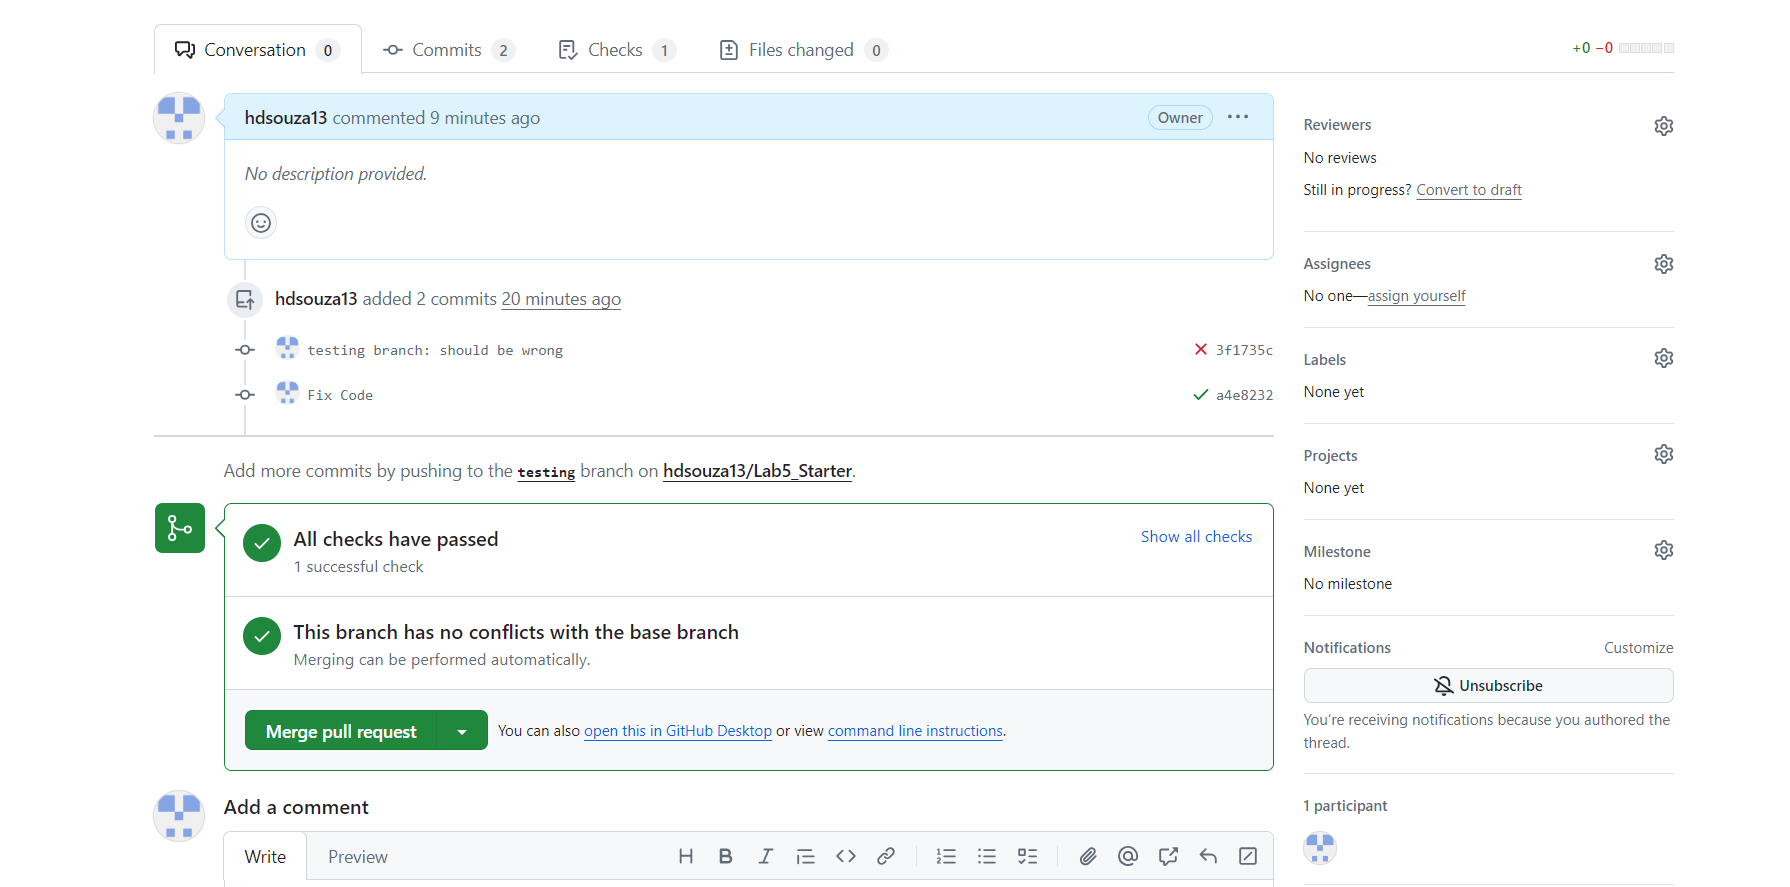 Conversation 0 Commits 2 Checks 1 Files changed 0 +0 −0
hdsouza13 commented 9 minutes ago Owner
No description provided.
hdsouza13 added 2 commits 20 minutes ago
testing branch: should be wrong 3f1735c
Fix Code a4e8232
Add more commits by pushing to the testing branch on hdsouza13/Lab5_Starter.
All checks have passed Show all checks
1 successful check
This branch has no conflicts with the base branch
Merging can be performed automatically.
Merge pull request You can also open this in GitHub Desktop or view command line instructions.
Add a comment
Write Preview
Reviewers
No reviews
Still in progress? Convert to draft
Assignees
No one—assign yourself
Labels
None yet
Projects
None yet
Milestone
No milestone
Notifications Customize
Unsubscribe
You’re receiving notifications because you authored the
thread.
1 participant